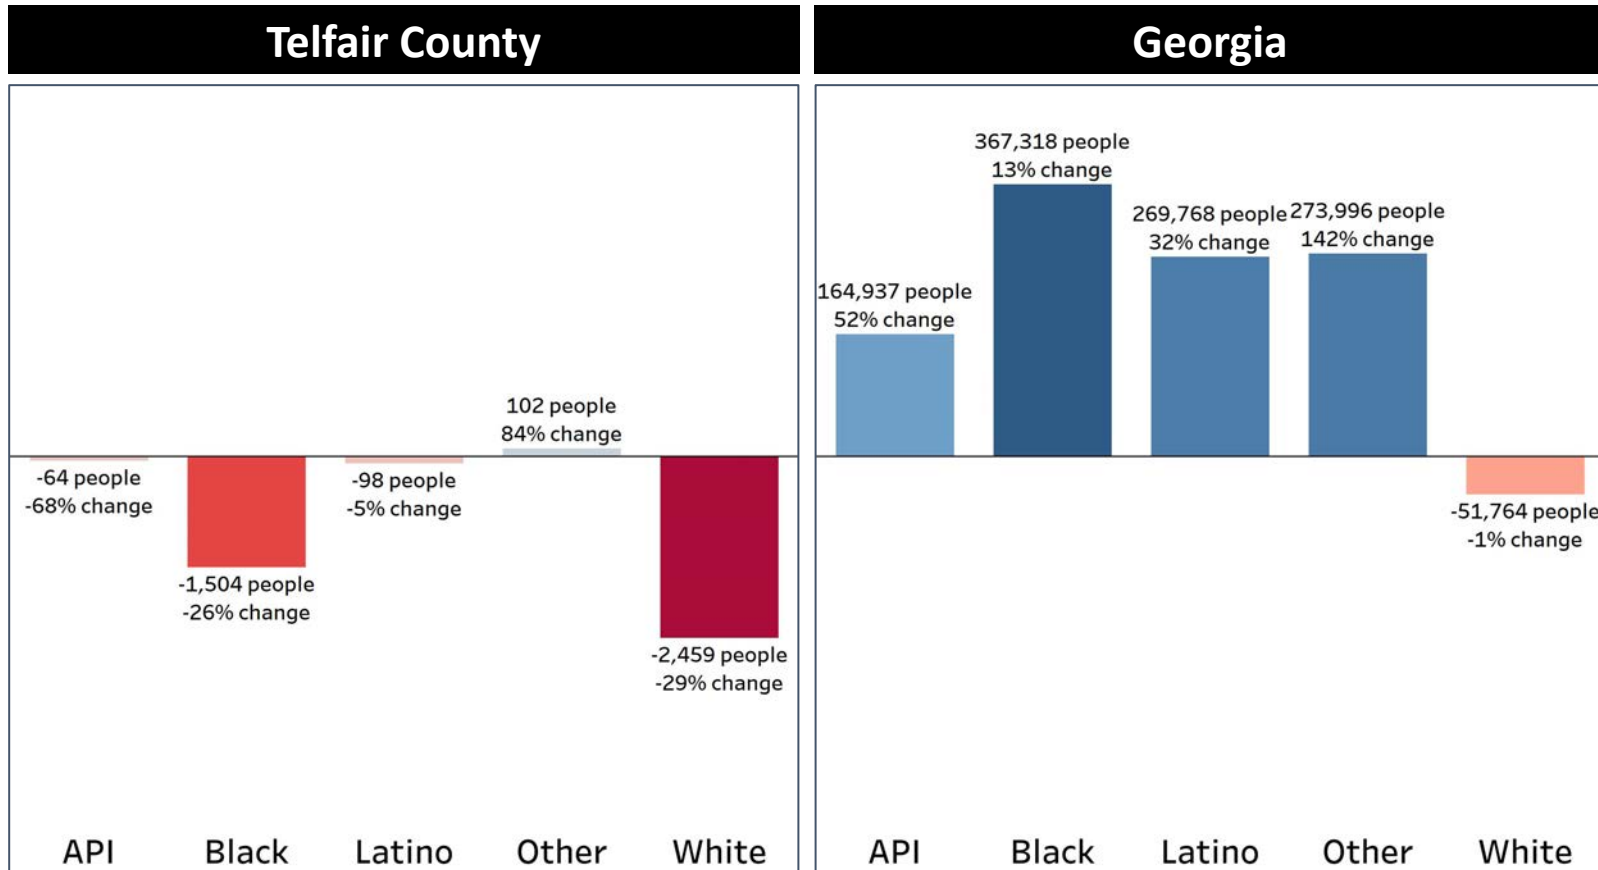 Telfair County
-64 people
-68% change
-1,504 people
-26% change
-98 people
-5% change
102 people
84% change
-2,459 people
-29% change
API Black Latino Other White
Georgia
164,937 people
52% change
367,318 people
13% change
269,768 people
32% change
273,996 people
142% change
-51,764 people
-1% change
API Black Latino Other White